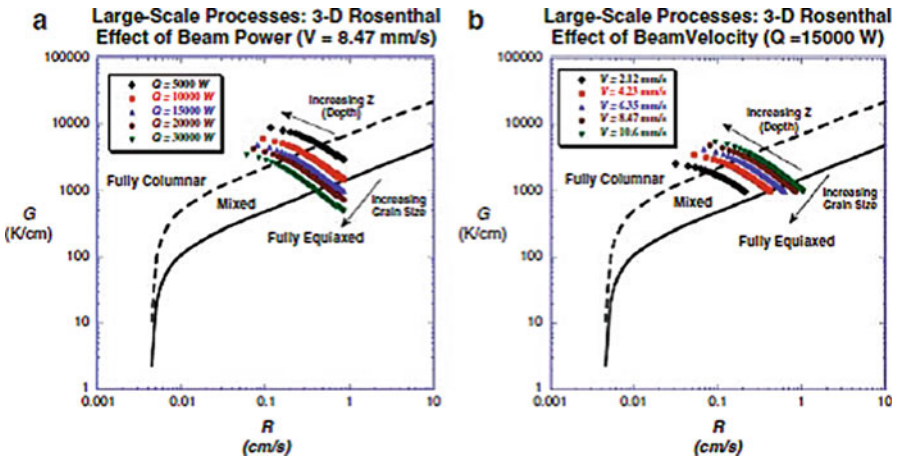 a
Large-Scale Processes: 3-D Rosenthal
Effect of Beam Power (V = 8.47 mm/s)
100000
10000
1000
100
10
1
G
(K/cm)
Q = 5000 W
Q = 10000 W
Q = 15000 W
Q = 20000 W
Q = 30000 W
Increasing Z
(Depth)
Fully Columnar
Mixed
Increasing
Grain Size
Fully Equiaxed
0.001
0.01
0.1
1
10
R
(cm/s)
b
Large-Scale Processes: 3-D Rosenthal
Effect of BeamVelocity (Q =15000 W)
100000
10000
1000
100
10
1
G
(K/cm)
V = 2.12 mm/s
V = 4.23 mm/s
V = 6.35 mm/s
V = 8.47 mm/s
V = 10.6 mm/s
Increasing Z
(Depth)
Fully Columnar
Mixed
Increasing
Grain Size
Fully Equiaxed
0.001
0.01
0.1
1
10
R
(cm/s)